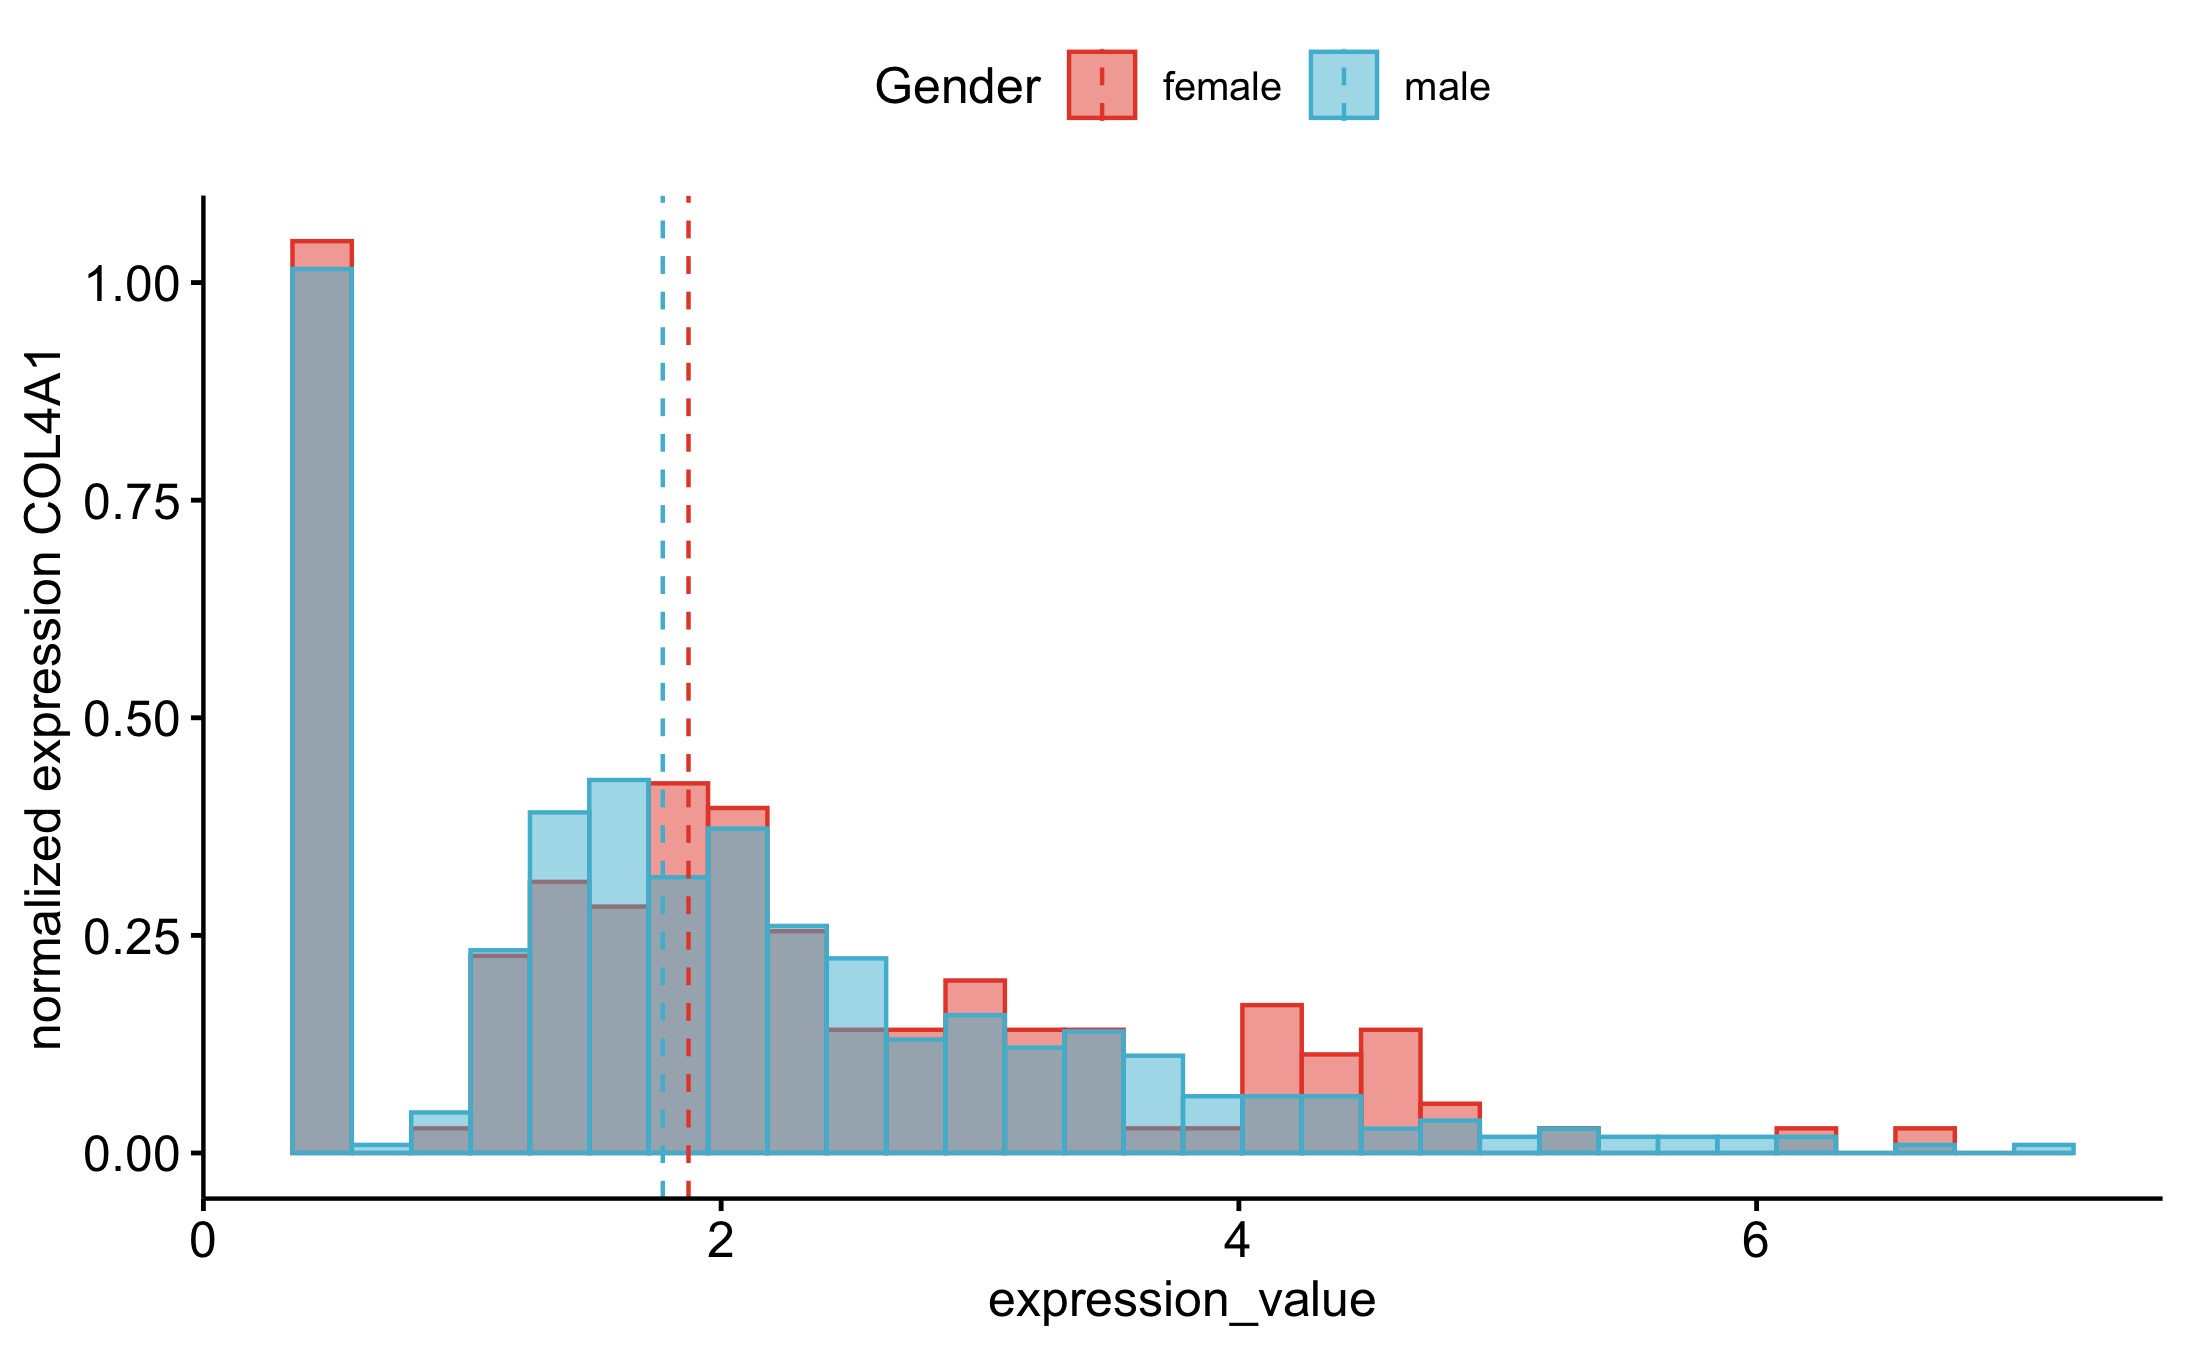 Gender female male
normalized expression COL4A1
1.00
0.75
0.50
0.25
0.00
0 2 4 6
expression_value